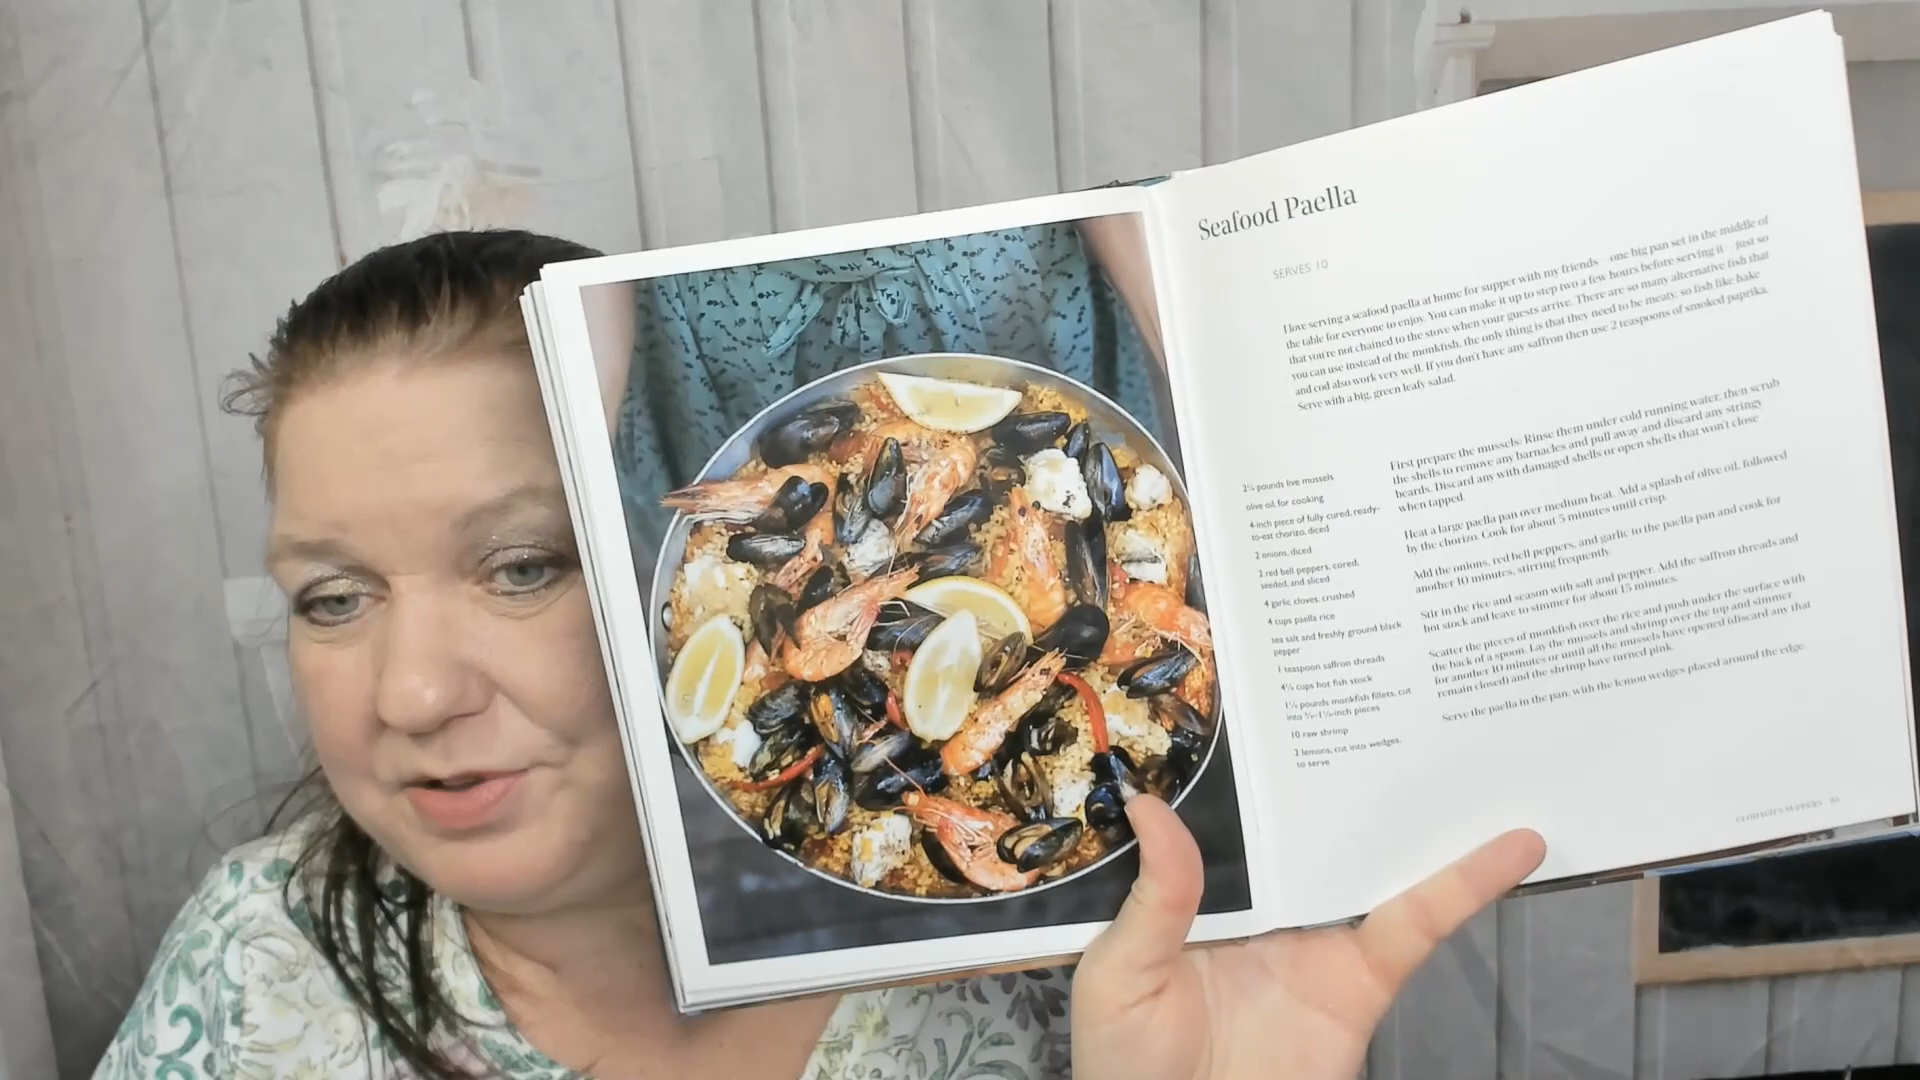 Seafood Paella
SERVES 10
I love serving a seafood paella at home for supper with my friends – one big pan set in the middle of
the table for everyone to enjoy. You can make it up to step two a few hours before serving it – just so
that you're not chained to the stove when your guests arrive. There are so many alternative fish that
you can use instead of the monkfish, the only thing is that they need to be meaty, so fish like hake
and cod also work very well. If you don't have any saffron then use 2 teaspoons of smoked paprika.
Serve with a big, green leafy salad.
2¼ pounds live mussels
olive oil, for cooking
4-inch piece of fully cured, ready-
to-eat chorizo, diced
2 onions, diced
2 red bell peppers, cored,
seeded, and sliced
4 garlic cloves, crushed
4 cups paella rice
sea salt and freshly ground black
pepper
1 teaspoon saffron threads
4¼ cups hot fish stock
1¼ pounds monkfish fillets, cut
into ¾–1¼-inch pieces
10 raw shrimp
2 lemons, cut into wedges,
to serve
First prepare the mussels: Rinse them under cold running water, then scrub
the shells to remove any barnacles and pull away and discard any stringy
beards. Discard any with damaged shells or open shells that won't close
when tapped.
Heat a large paella pan over medium heat. Add a splash of olive oil, followed
by the chorizo. Cook for about 5 minutes until crisp.
Add the onions, red bell peppers, and garlic to the paella pan and cook for
another 10 minutes, stirring frequently.
Stir in the rice and season with salt and pepper. Add the saffron threads and
hot stock and leave to simmer for about 15 minutes.
Scatter the pieces of monkfish over the rice and push under the surface with
the back of a spoon. Lay the mussels and shrimp over the top and simmer
for another 10 minutes or until all the mussels have opened (discard any that
remain closed) and the shrimp have turned pink.
Serve the paella in the pan, with the lemon wedges placed around the edge.
SUPPERS